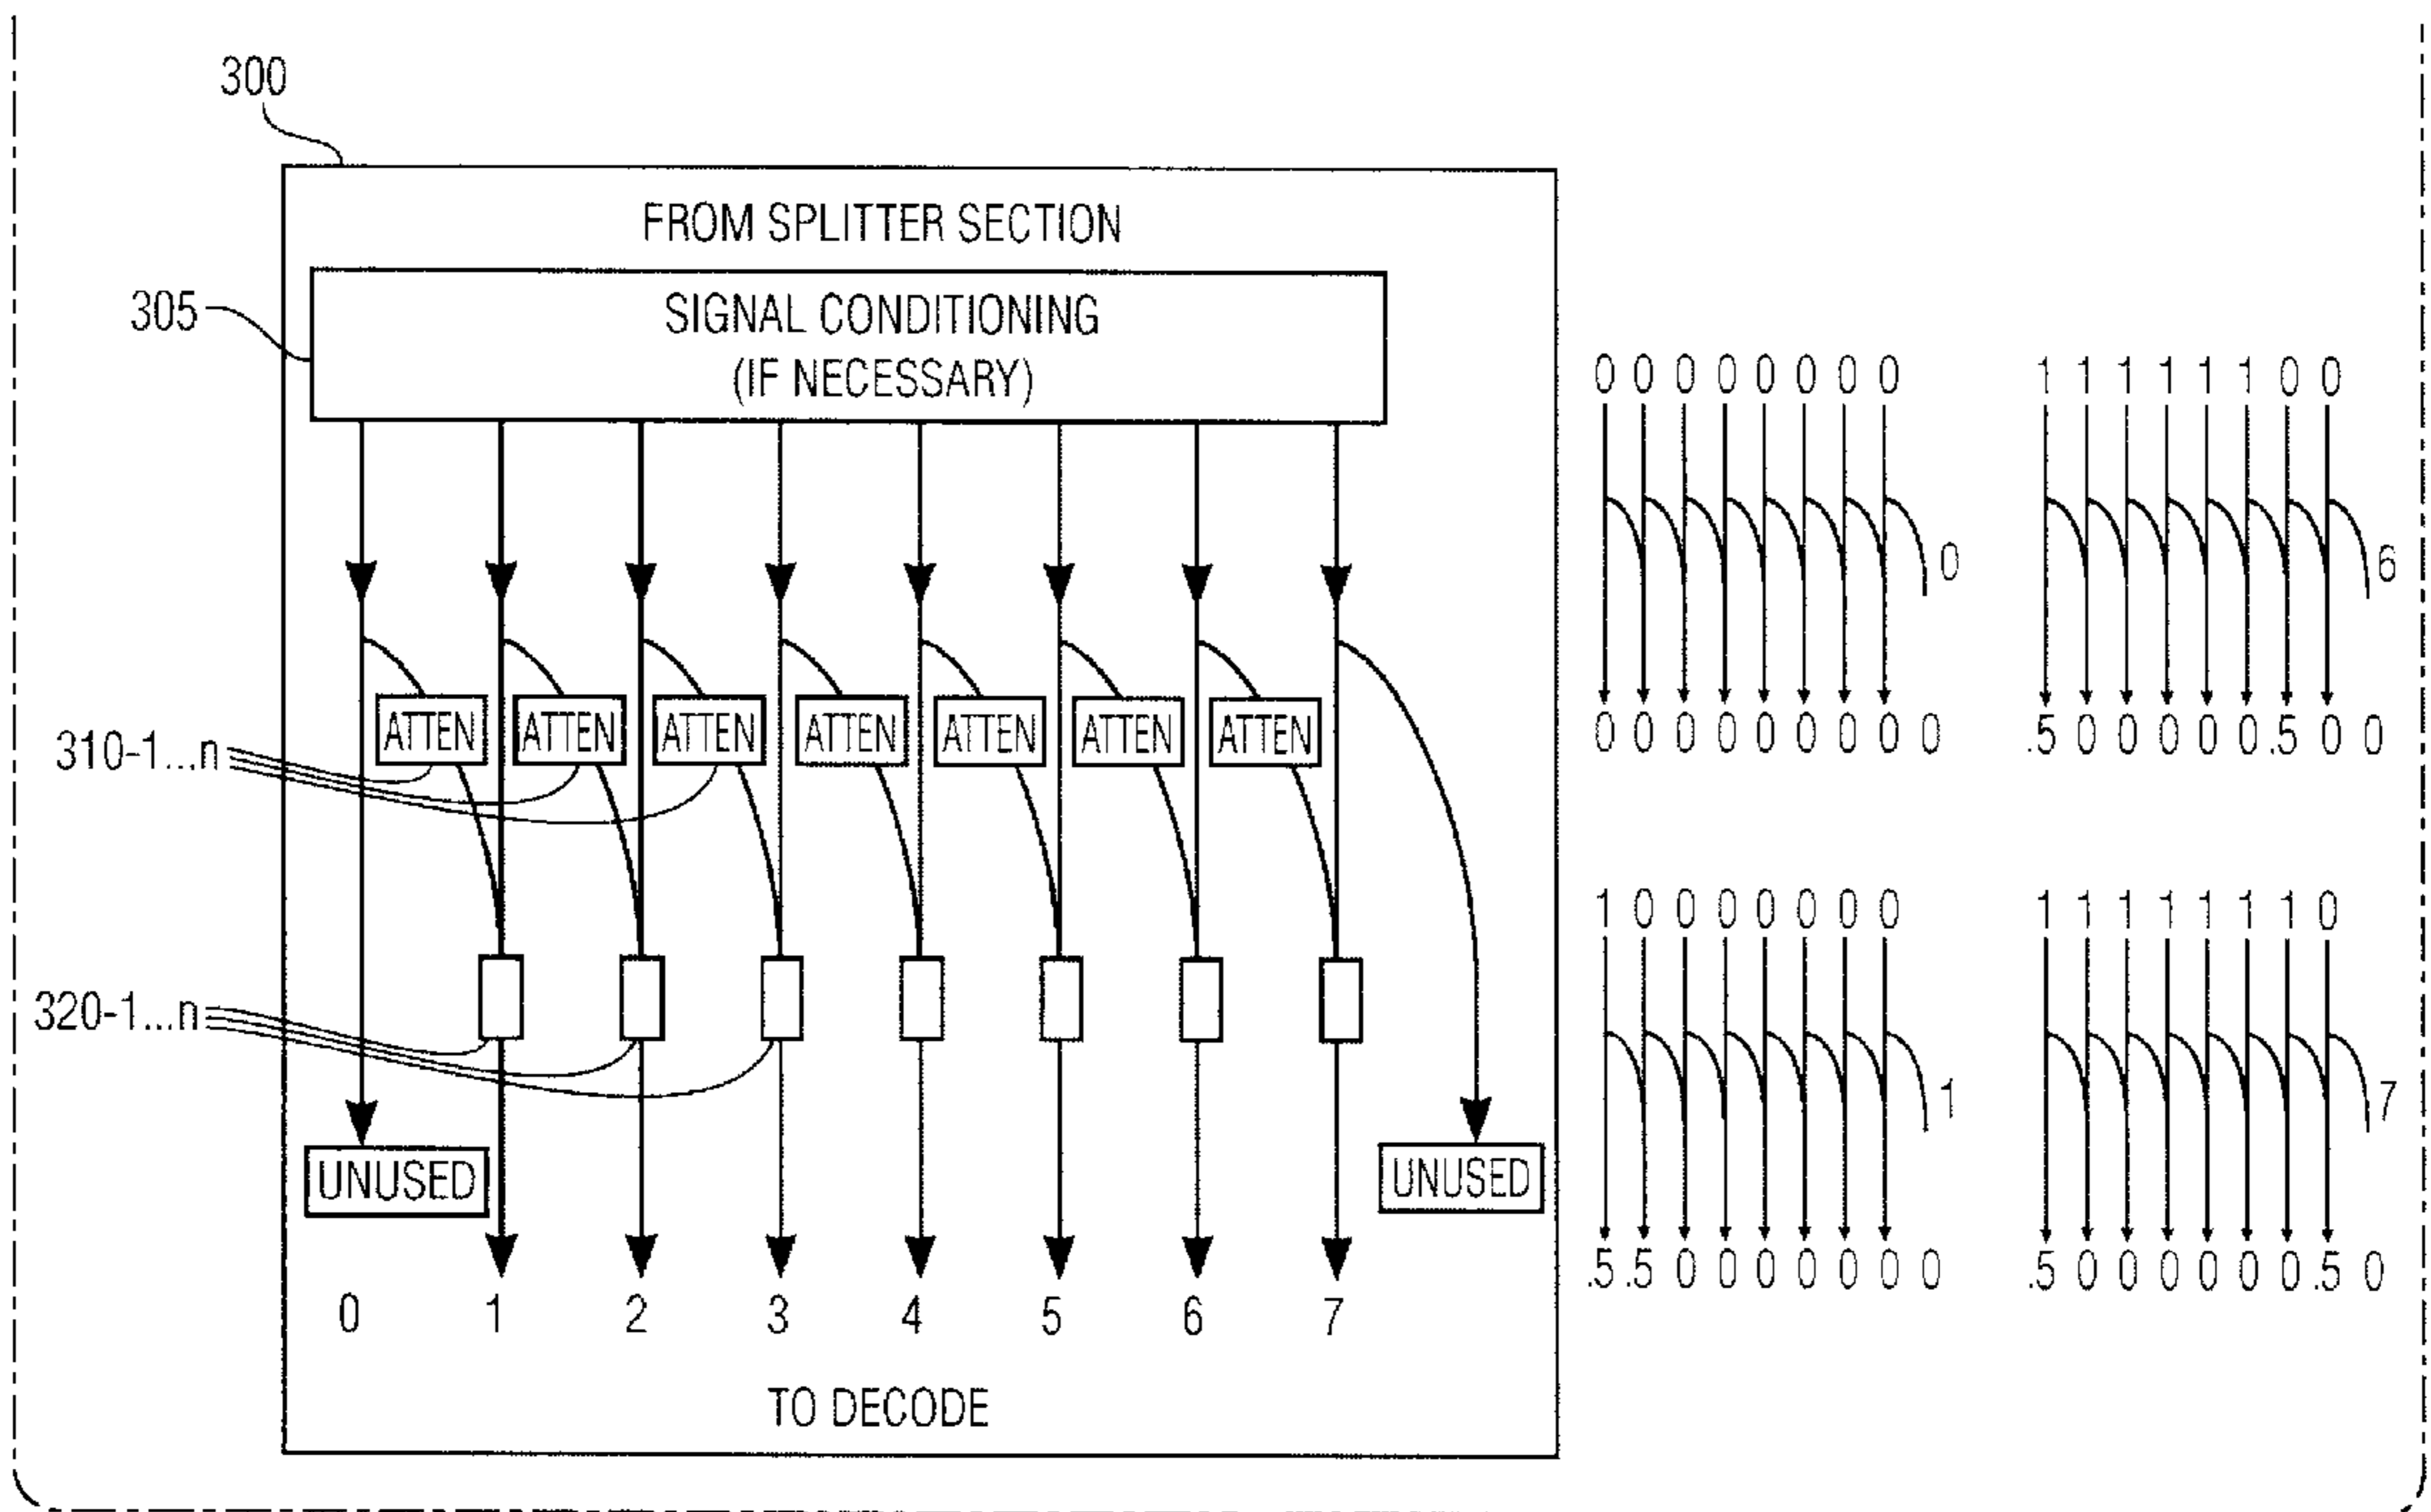 300
FROM SPLITTER SECTION
305
SIGNAL CONDITIONING
(IF NECESSARY)
0 0 0 0 0 0 0 0
1 1 1 1 1 1 0 0
0
6
ATTEN ATTEN ATTEN ATTEN ATTEN ATTEN ATTEN
310-1...n
0 0 0 0 0 0 0 0 0
.5 0 0 0 0 0 .5 0 0
1 0 0 0 0 0 0 0
1 1 1 1 1 1 1 0
320-1...n
1
7
UNUSED
UNUSED
.5 .5 0 0 0 0 0 0 0
.5 0 0 0 0 0 0 .5 0
0 1 2 3 4 5 6 7
TO DECODE